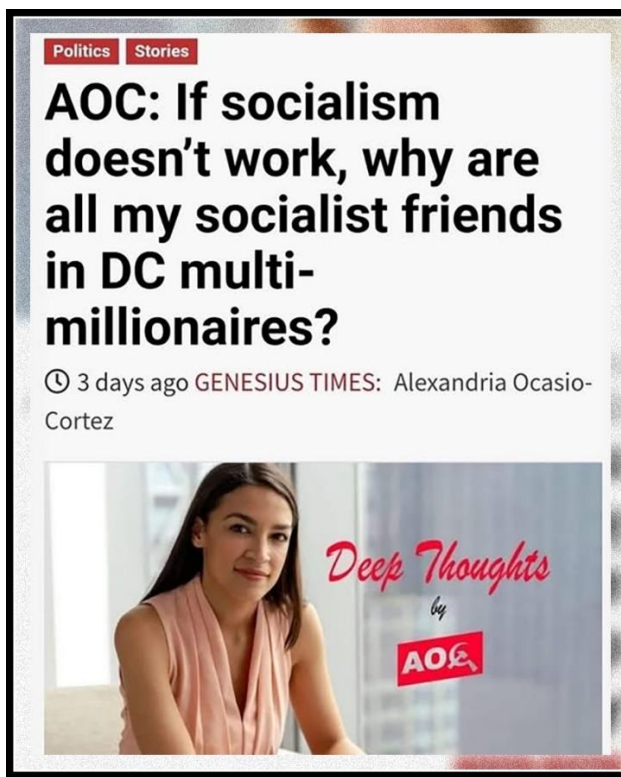 Politics Stories
AOC: If socialism
doesn’t work, why are
all my socialist friends
in DC multi-
millionaires?
3 days ago GENESIUS TIMES: Alexandria Ocasio-
Cortez
Deep Thoughts
by
AOC